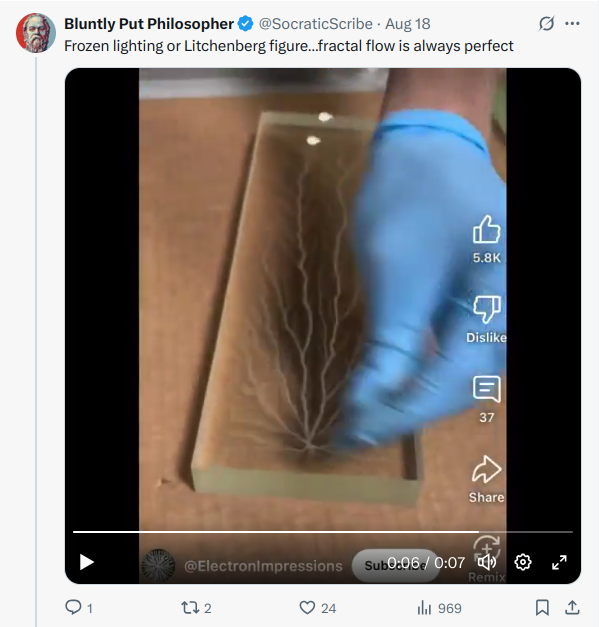 Bluntly Put Philosopher @SocraticScribe · Aug 18
Frozen lighting or Litchenberg figure...fractal flow is always perfect
5.8K
Dislike
37
Share
@ElectronImpressions
0:06 / 0:07
Remix
1
2
24
969